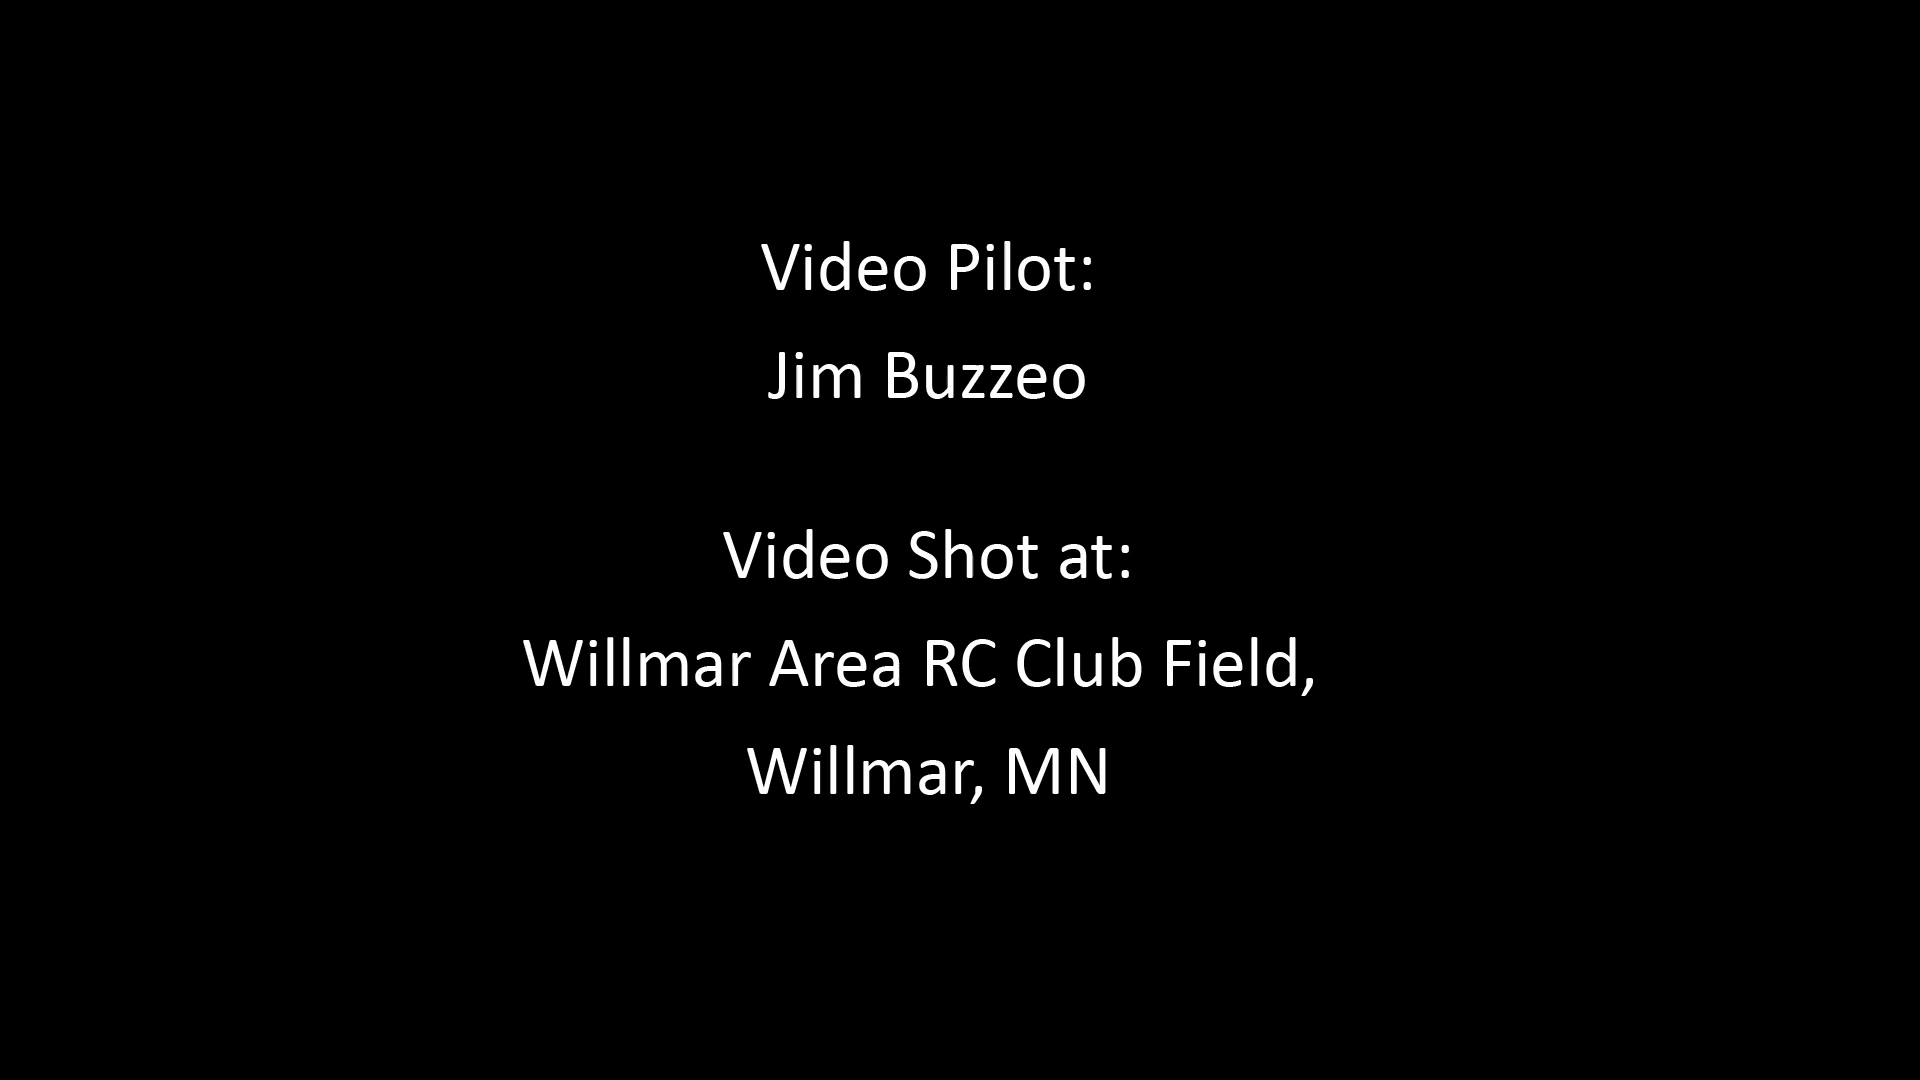 Video Pilot:
Jim Buzzeo
Video Shot at:
Willmar Area RC Club Field,
Willmar, MN